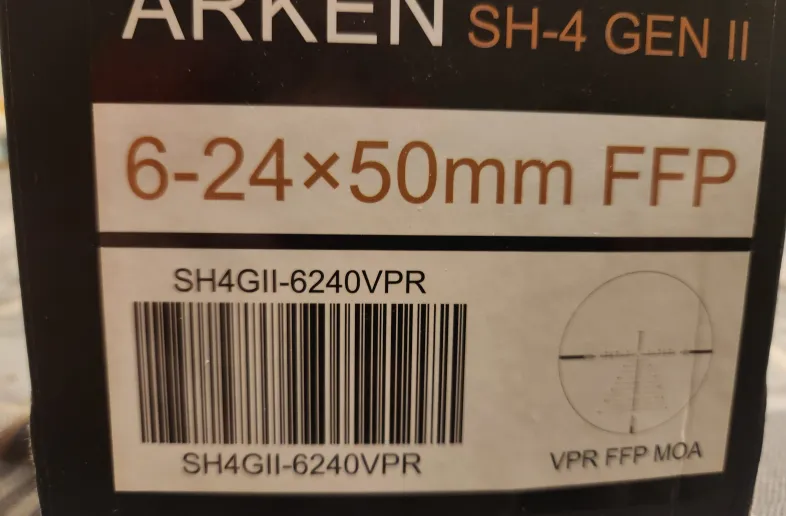 ARKEN SH-4 GEN II
6-24×50mm FFP
SH4GII-6240VPR
SH4GII-6240VPR
VPR FFP MOA